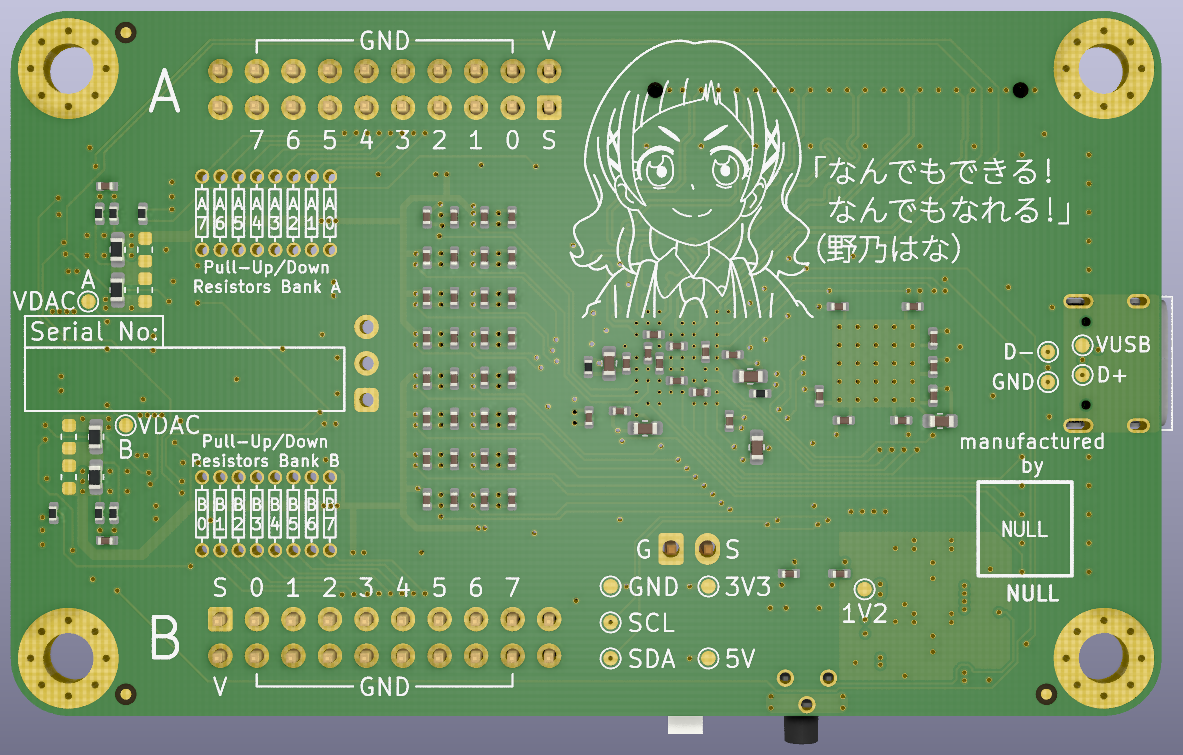 GND V
A
7 6 5 4 3 2 1 0 S
「なんでもできる!
なんでもなれる!」
(野乃はな)
A7 A6 A5 A4 A3 A2 A1 A0
Pull-Up/Down
Resistors Bank A
A
VDAC
Serial No:
D- VUSB
GND D+
VDAC
B
Pull-Up/Down
Resistors Bank B
manufactured
by
B0 B1 B2 B3 B4 B5 B6 B7
NULL
NULL
G S
S 0 1 2 3 4 5 6 7
GND 3V3
1V2
SCL
B
SDA 5V
V GND